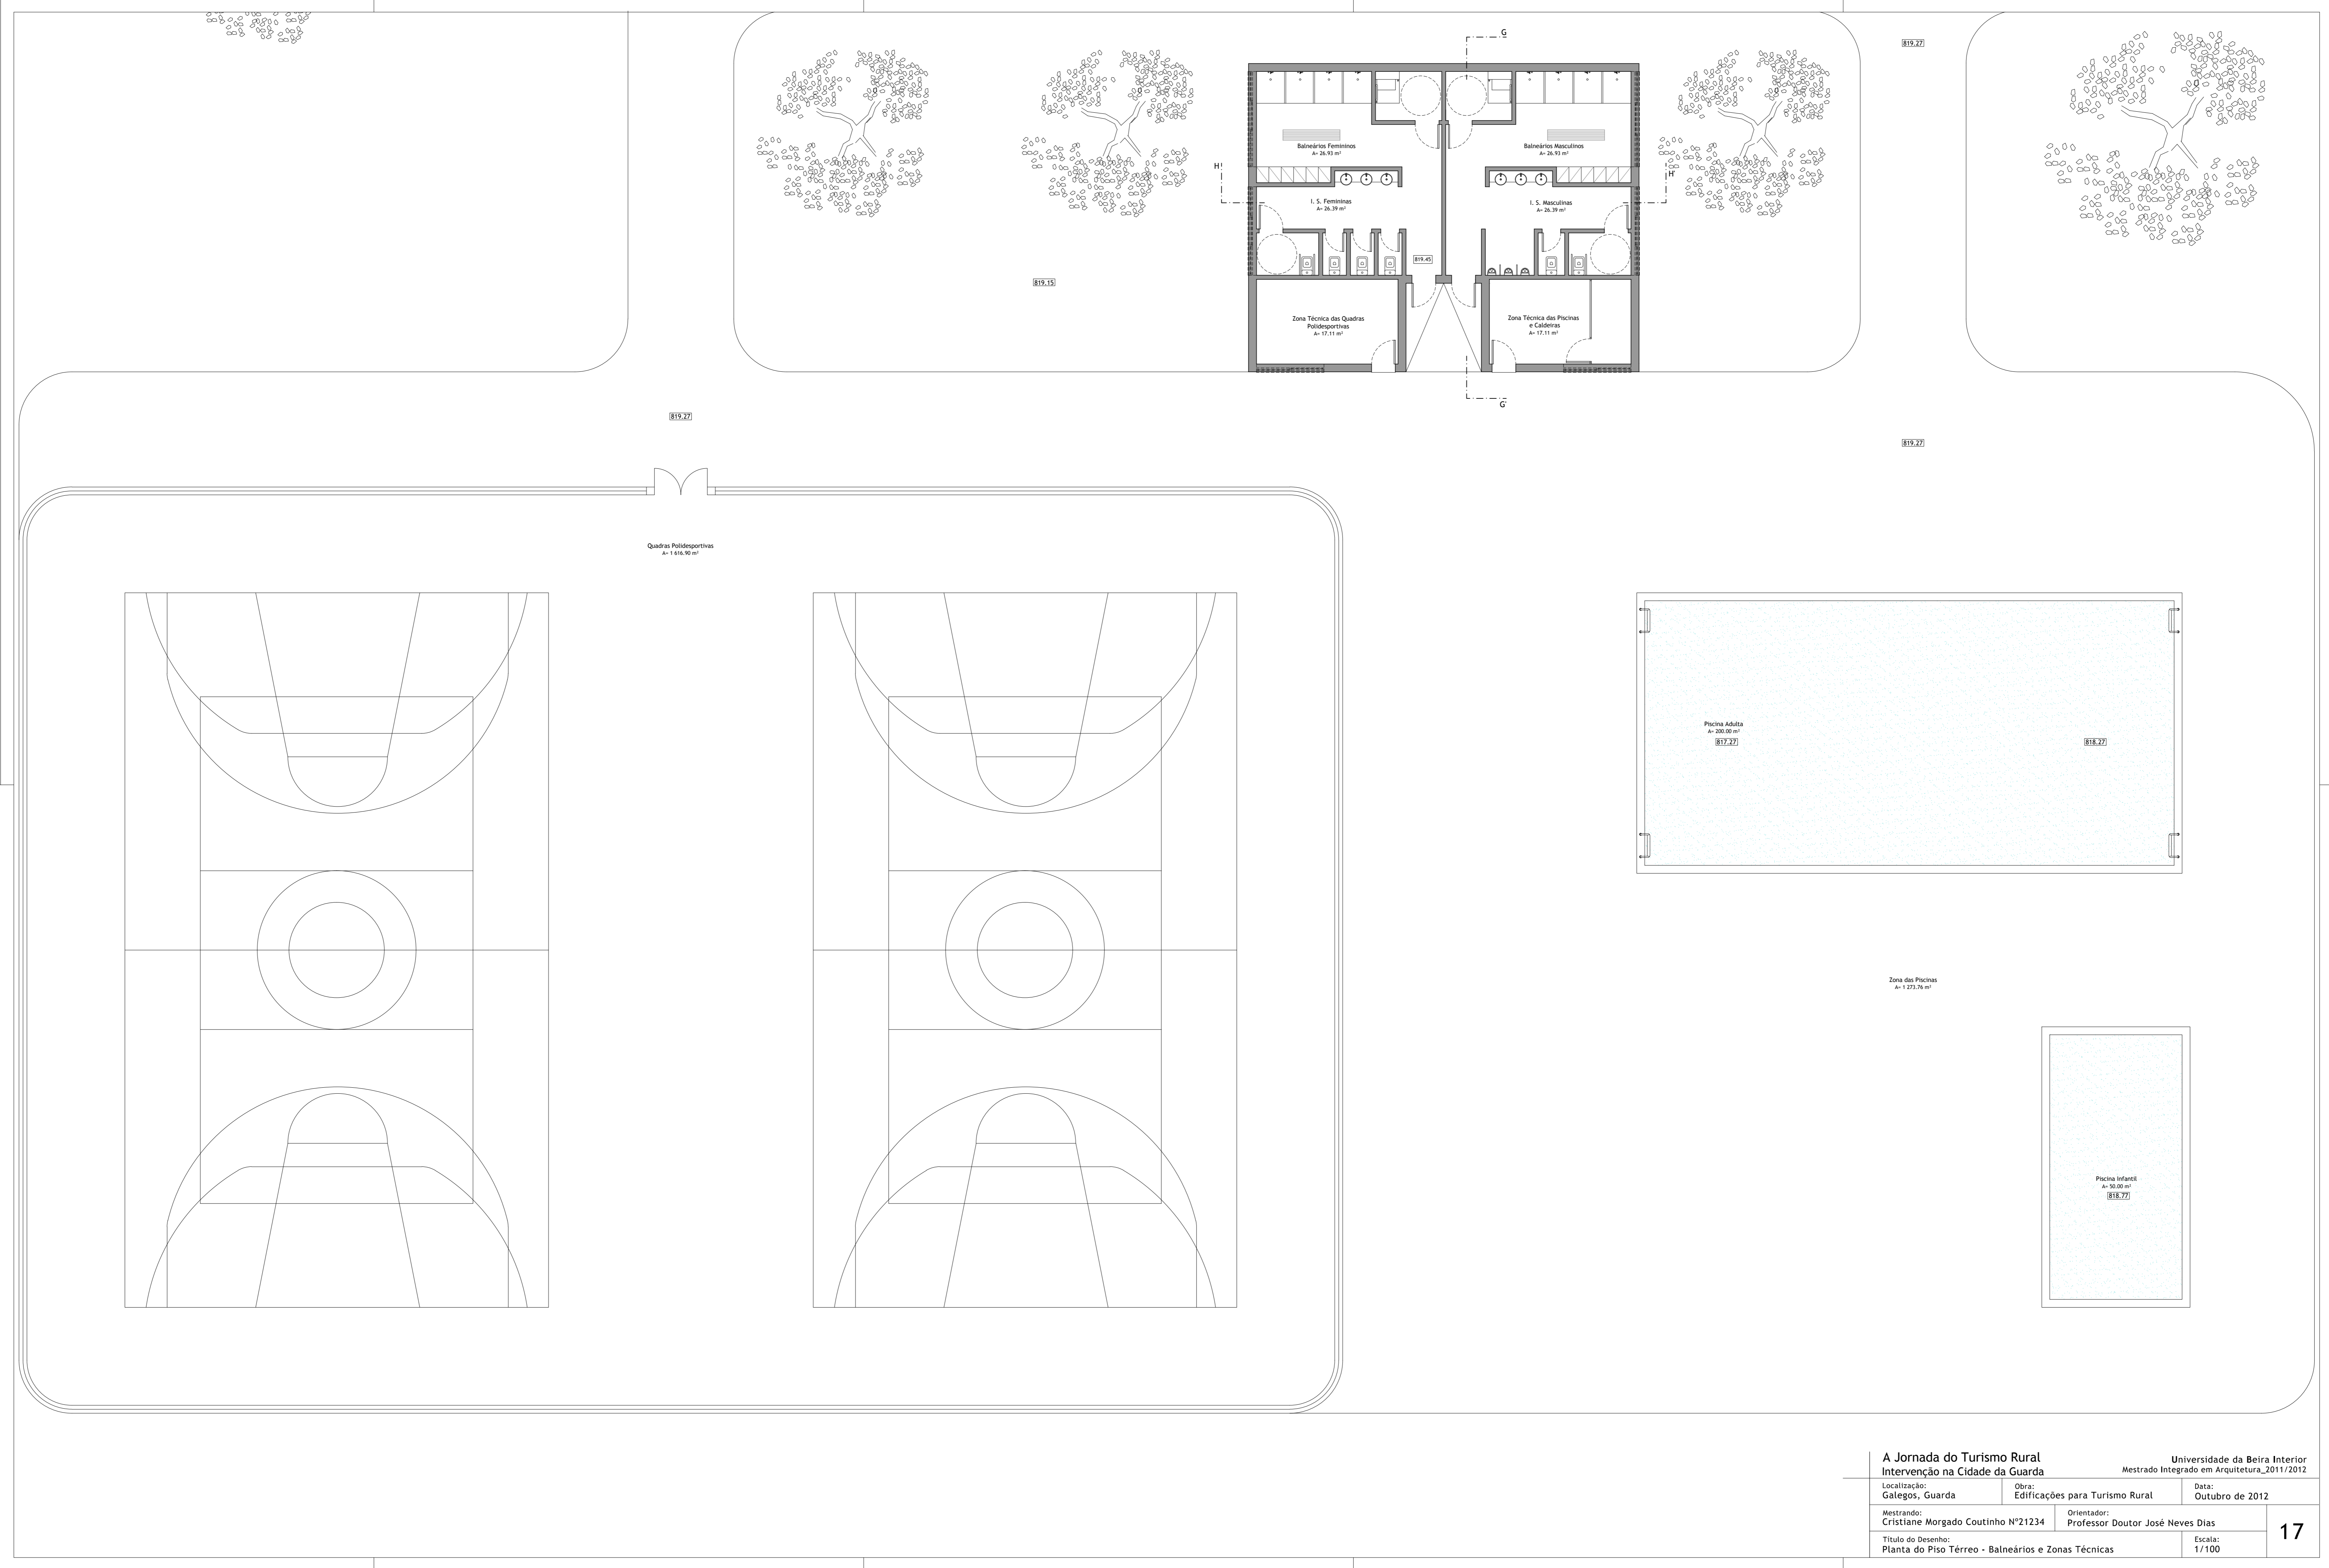 G
819.27
Balneários Femininos
A= 26.93 m²
Balneários Masculinos
A= 26.93 m²
H
H'
I. S. Femininas
A= 26.39 m²
I. S. Masculinas
A= 26.39 m²
819.45
819.15
Zona Técnica das Quadras
Polidesportivas
A= 17.11 m²
Zona Técnica das Piscinas
e Caldeiras
A= 17.11 m²
G'
819.27
819.27
Quadras Polidesportivas
A= 1 616.90 m²
Piscina Adulta
A= 200.00 m²
817.27
818.27
Zona das Piscinas
A= 1 273.76 m²
Piscina Infantil
A= 50.00 m²
818.77
A Jornada do Turismo Rural
Intervenção na Cidade da Guarda
Universidade da Beira Interior
Mestrado Integrado em Arquitetura_2011/2012
Localização:
Galegos, Guarda
Obra:
Edificações para Turismo Rural
Data:
Outubro de 2012
Mestrando:
Cristiane Morgado Coutinho Nº21234
Orientador:
Professor Doutor José Neves Dias
17
Título do Desenho:
Planta do Piso Térreo - Balneários e Zonas Técnicas
Escala:
1/100